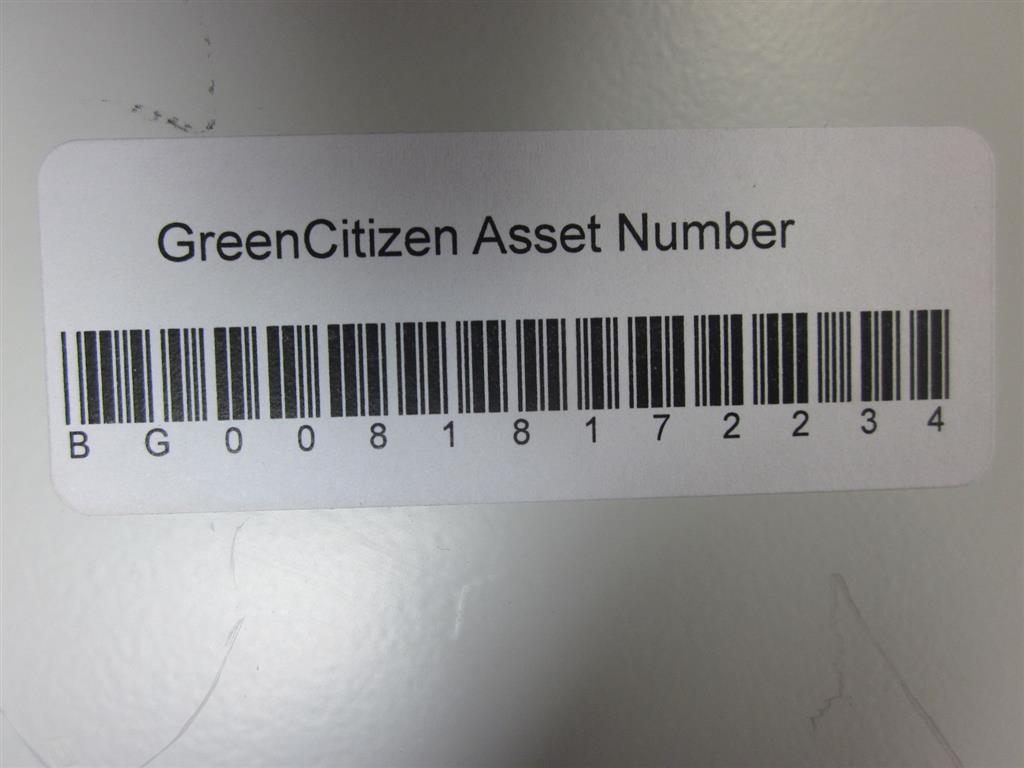 GreenCitizen Asset Number
B G 0 0 8 1 8 1 7 2 2 3 4